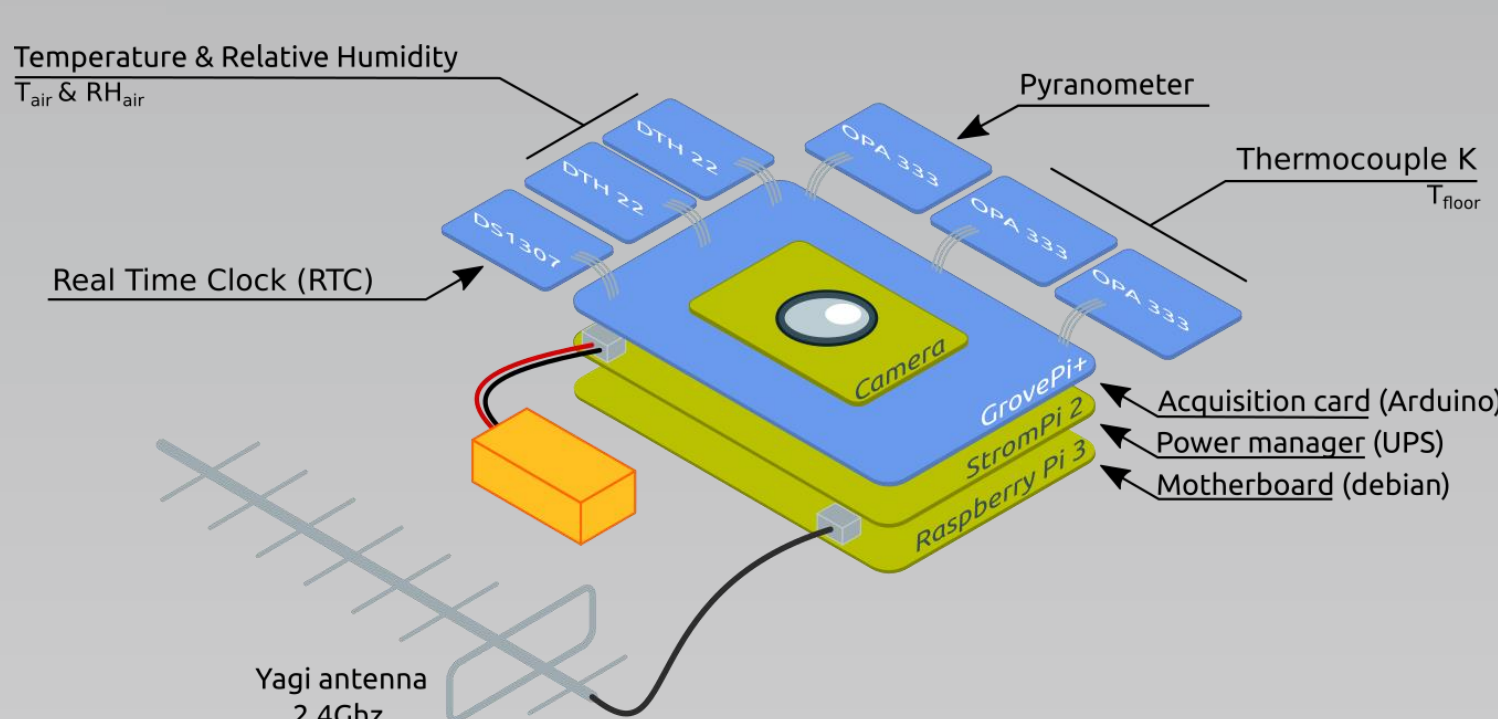 Temperature & Relative Humidity
Tair & RHair
Pyranometer
Thermocouple K
Tfloor
DTH 22
DTH 22
DS1307
OPA 333
OPA 333
OPA 333
Real Time Clock (RTC)
Camera
GrovePi+
StromPi 2
Raspberry Pi 3
Acquisition card (Arduino)
Power manager (UPS)
Motherboard (debian)
Yagi antenna
2.4Ghz